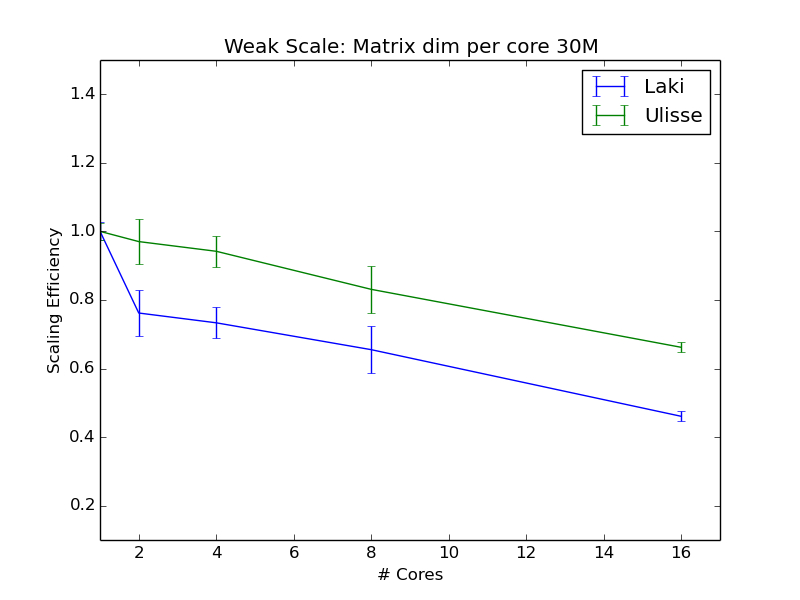 Weak Scale: Matrix dim per core 30M
Laki
Ulisse
1.4
1.2
1.0
0.8
0.6
0.4
0.2
Scaling Efficiency
2 4 6 8 10 12 14 16
# Cores